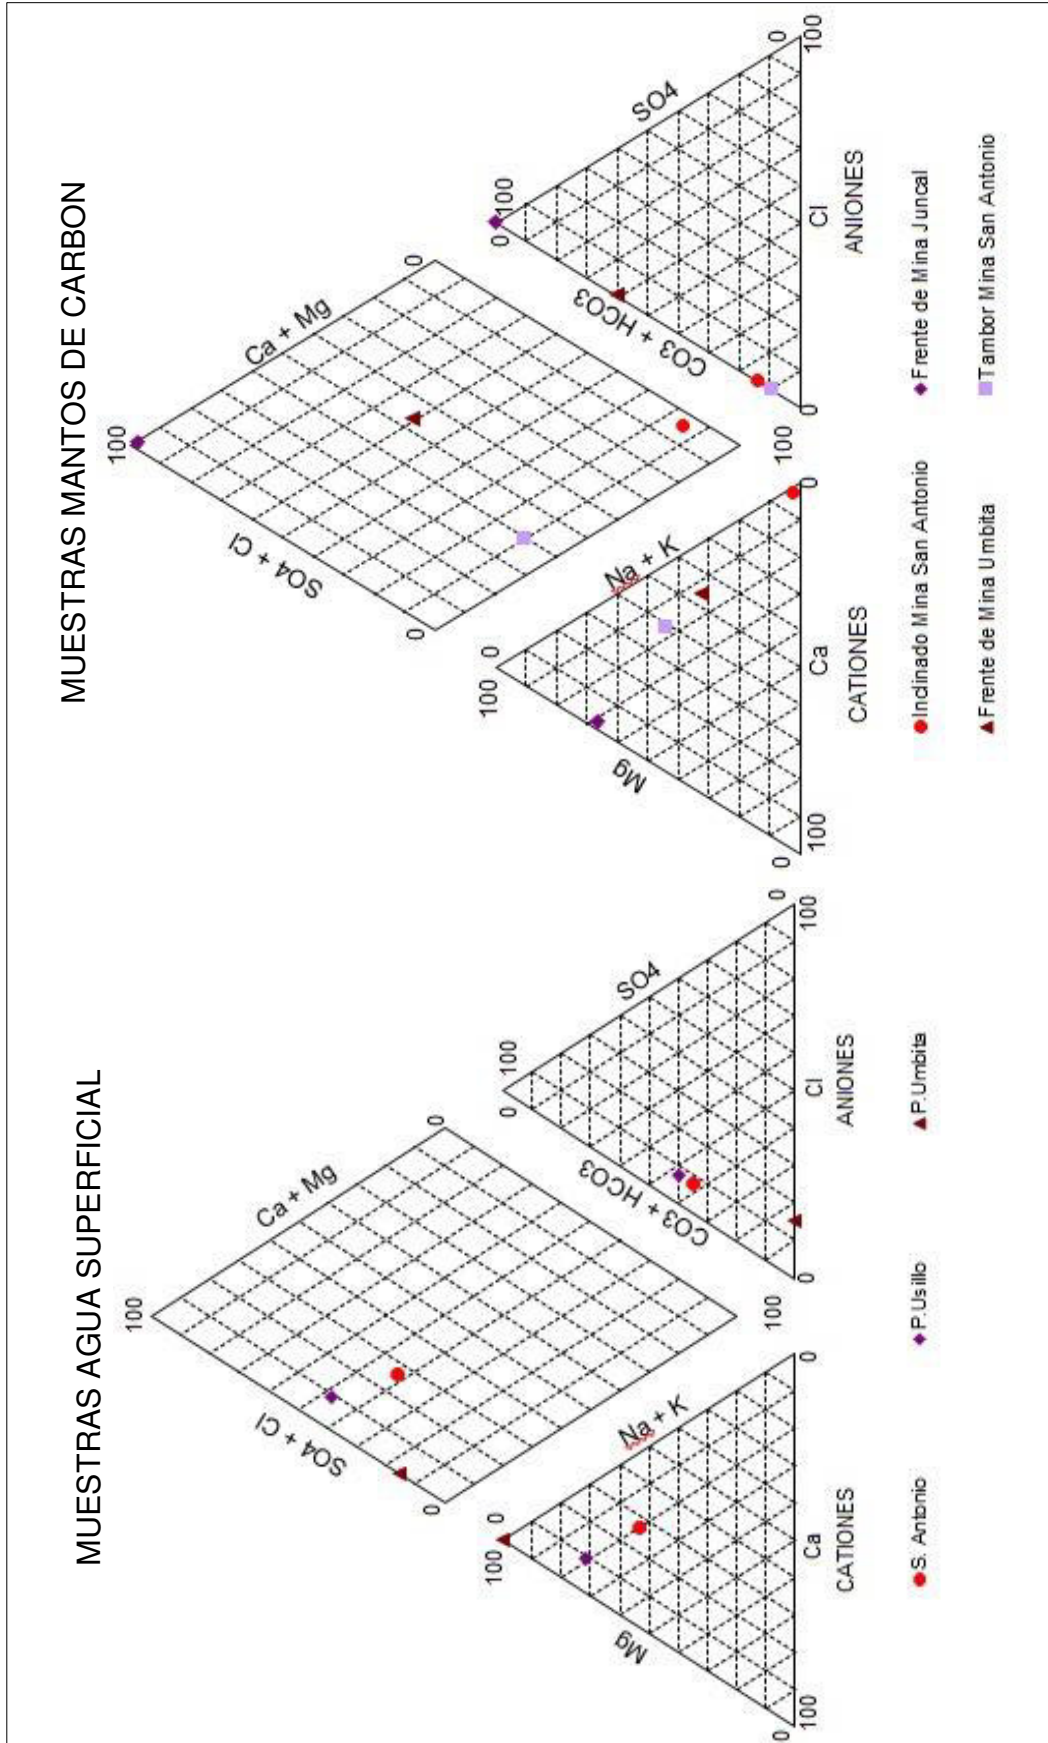 MUESTRAS AGUA SUPERFICIAL
100
SO4 + Cl
Ca + Mg
0
0
100
0
Mg
Na + K
0
100
0
Ca
CATIONES
0
100
CO3 + HCO3
SO4
100
0
0
100
Cl
ANIONES
S. Antonio
P.Usillo
P.Umbita
MUESTRAS MANTOS DE CARBON
100
SO4 + Cl
Ca + Mg
0
0
100
0
Mg
Na + K
0
100
0
Ca
CATIONES
0
100
CO3 + HCO3
SO4
100
0
0
100
Cl
ANIONES
Inclinado Mina San Antonio
Frente de Mina Juncal
Frente de Mina Umbita
Tambor Mina San Antonio